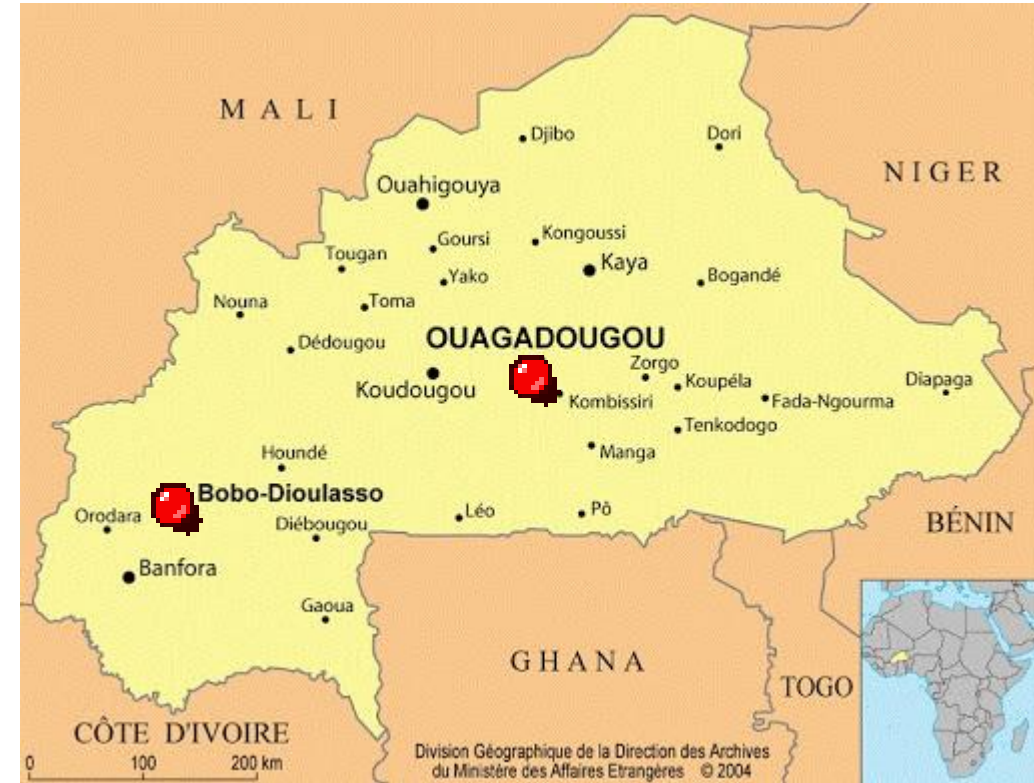 MALI
Djibo
Dori
NIGER
Ouahigouya
Goursi
Kongoussi
Tougan
Kaya
Yako
Bogandé
Nouna
Toma
OUAGADOUGOU
Dédougou
Zorgo
Koudougou
Koupéla
Diapaga
Kombissiri
Fada-Ngourma
Tenkodogo
Manga
Houndé
Bobo-Dioulasso
Orodara
Diébougou
Léo
Pô
BÉNIN
Banfora
Gaoua
GHANA
TOGO
CÔTE D'IVOIRE
0 100 200 km
Division Géographique de la Direction des Archives
du Ministère des Affaires Etrangères © 2004